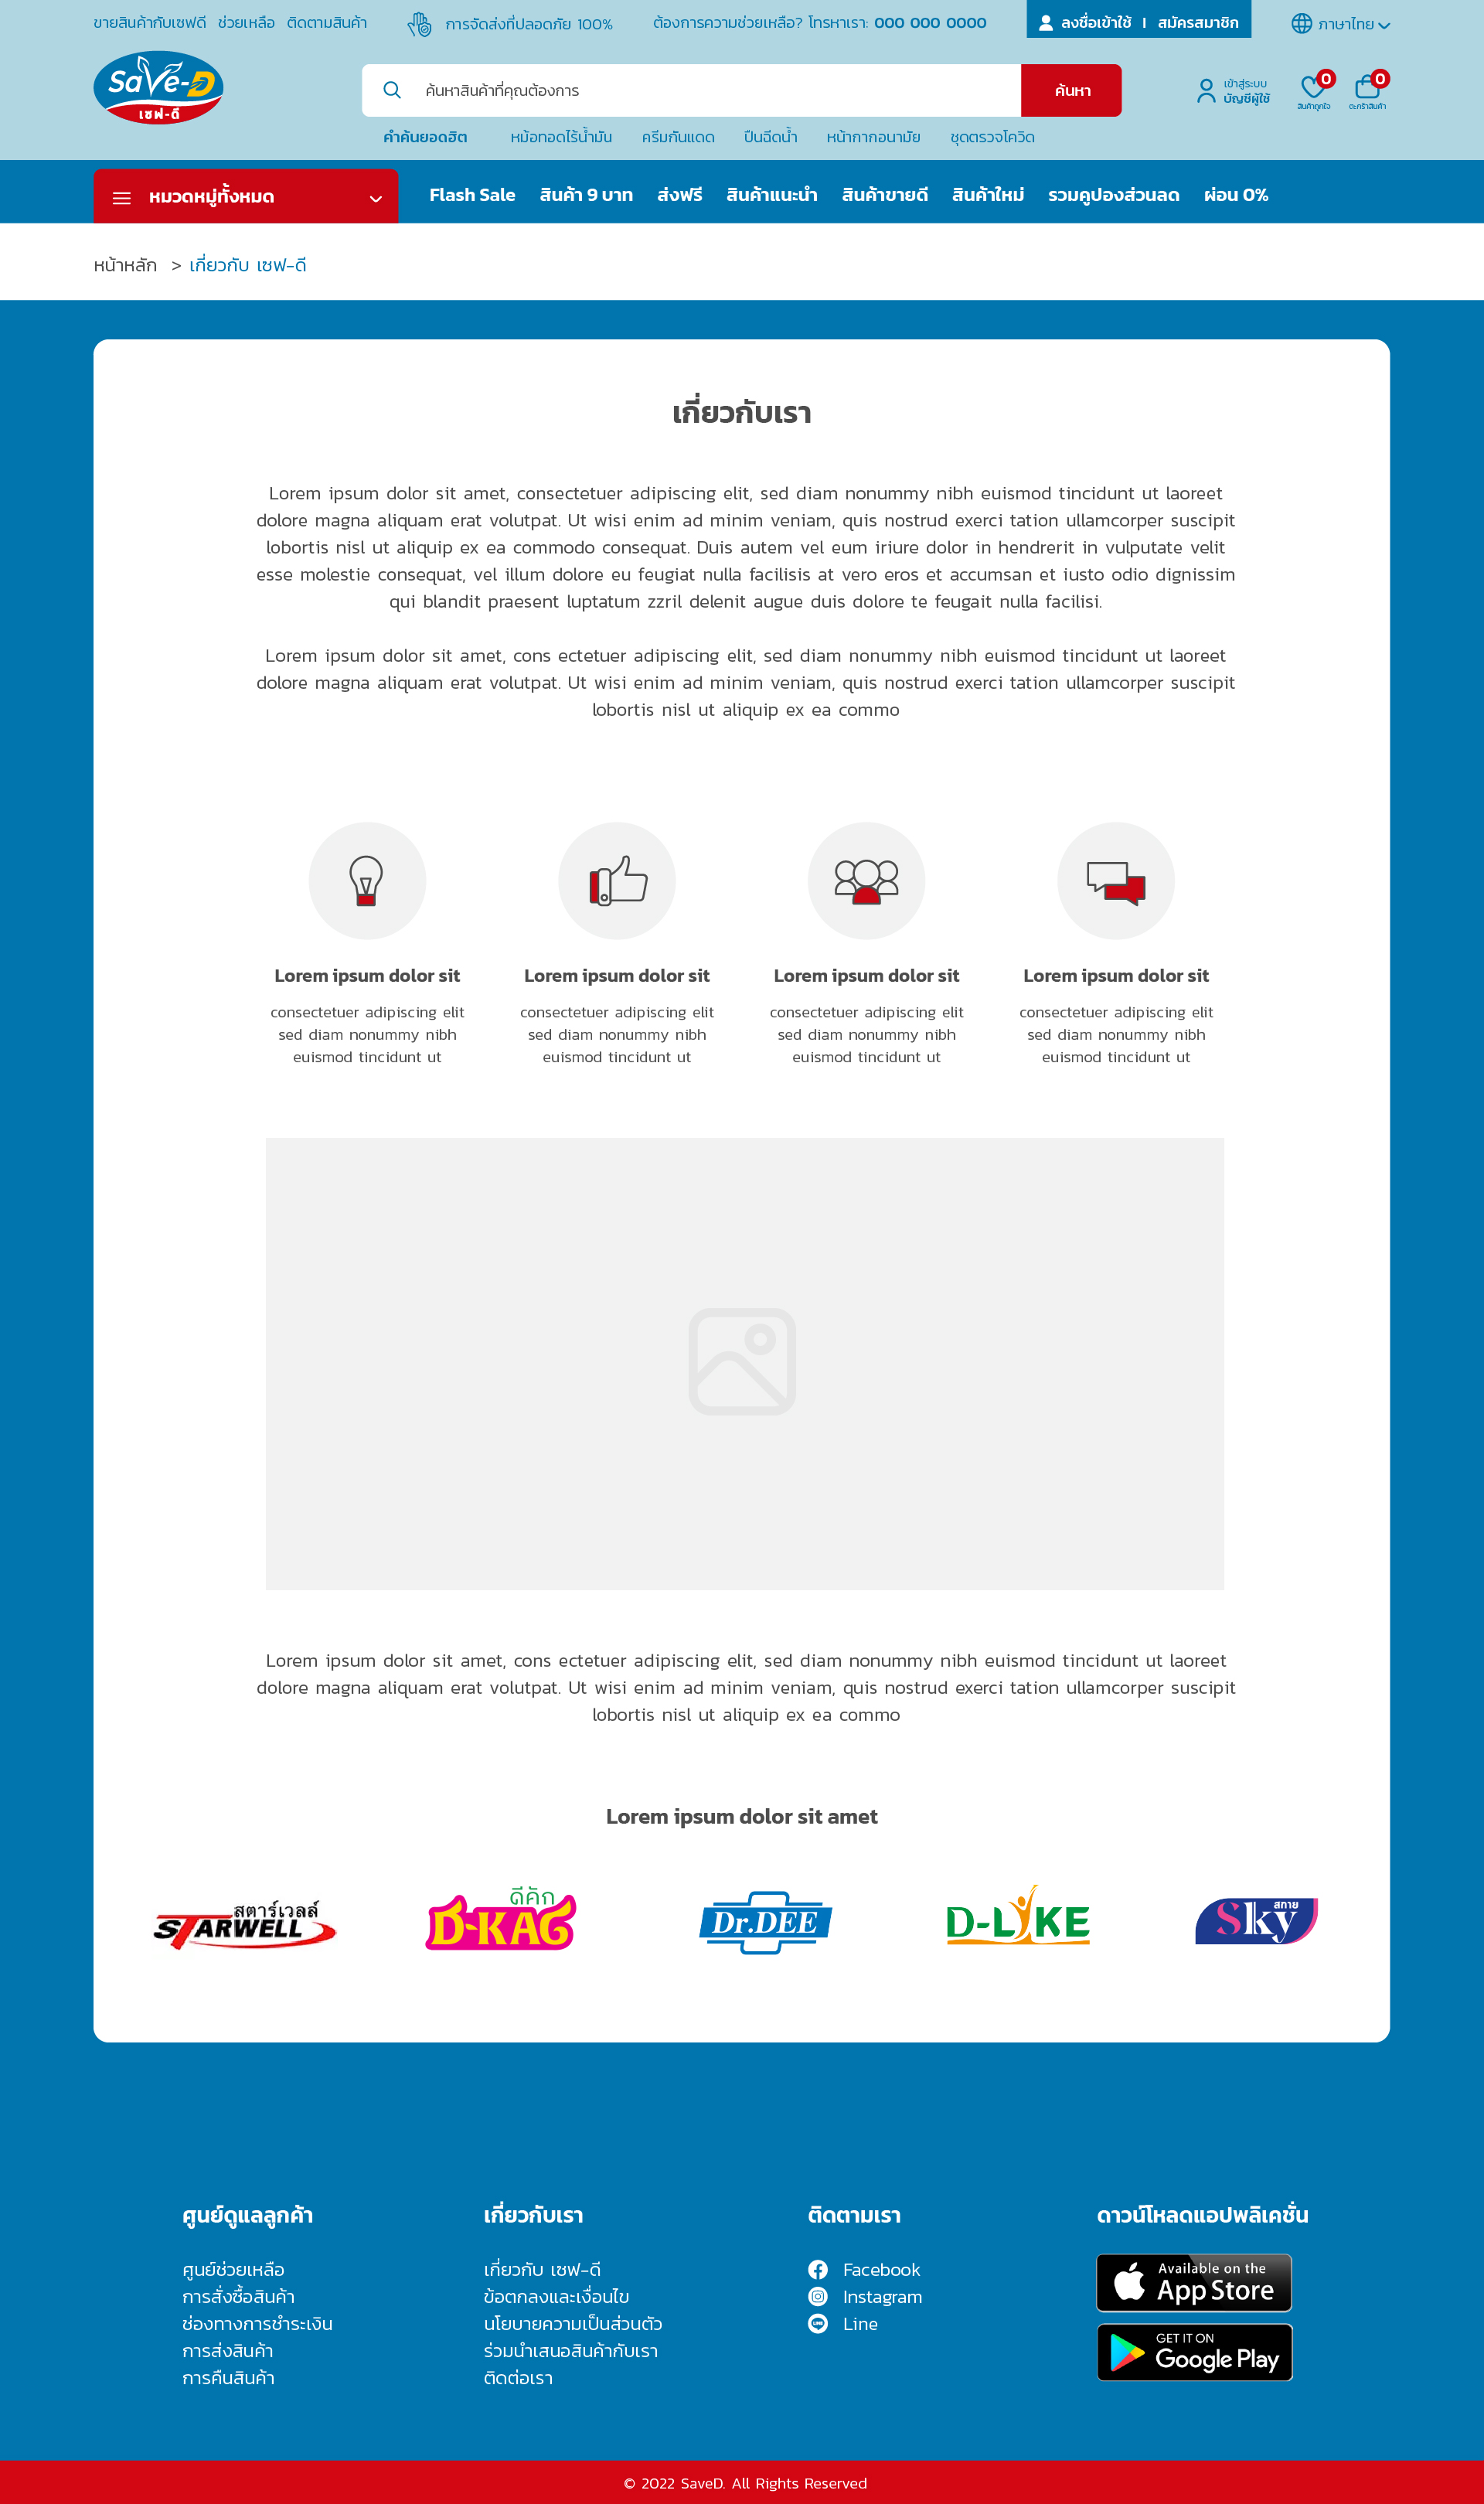 ขายสินค้ากับเซฟดี ช่วยเหลือ ติดตามสินค้า การจัดส่งที่ปลอดภัย 100% ต้องการความช่วยเหลือ? โทรหาเรา: 000 000 0000 ลงชื่อเข้าใช้ | สมัครสมาชิก ภาษาไทย
Save-D
เซฟ-ดี
ค้นหาสินค้าที่คุณต้องการ ค้นหา
เข้าสู่ระบบ
บัญชีผู้ใช้
0
สินค้าถูกใจ
0
ตะกร้าสินค้า
คำค้นยอดฮิต หม้อทอดไร้น้ำมัน ครีมกันแดด ปืนฉีดน้ำ หน้ากากอนามัย ชุดตรวจโควิด
หมวดหมู่ทั้งหมด Flash Sale สินค้า 9 บาท ส่งฟรี สินค้าแนะนำ สินค้าขายดี สินค้าใหม่ รวมคูปองส่วนลด ผ่อน 0%
หน้าหลัก > เกี่ยวกับ เซฟ-ดี
เกี่ยวกับเรา
Lorem ipsum dolor sit amet, consectetuer adipiscing elit, sed diam nonummy nibh euismod tincidunt ut laoreet
dolore magna aliquam erat volutpat. Ut wisi enim ad minim veniam, quis nostrud exerci tation ullamcorper suscipit
lobortis nisl ut aliquip ex ea commodo consequat. Duis autem vel eum iriure dolor in hendrerit in vulputate velit
esse molestie consequat, vel illum dolore eu feugiat nulla facilisis at vero eros et accumsan et iusto odio dignissim
qui blandit praesent luptatum zzril delenit augue duis dolore te feugait nulla facilisi.
Lorem ipsum dolor sit amet, cons ectetuer adipiscing elit, sed diam nonummy nibh euismod tincidunt ut laoreet
dolore magna aliquam erat volutpat. Ut wisi enim ad minim veniam, quis nostrud exerci tation ullamcorper suscipit
lobortis nisl ut aliquip ex ea commo
Lorem ipsum dolor sit
consectetuer adipiscing elit
sed diam nonummy nibh
euismod tincidunt ut
Lorem ipsum dolor sit
consectetuer adipiscing elit
sed diam nonummy nibh
euismod tincidunt ut
Lorem ipsum dolor sit
consectetuer adipiscing elit
sed diam nonummy nibh
euismod tincidunt ut
Lorem ipsum dolor sit
consectetuer adipiscing elit
sed diam nonummy nibh
euismod tincidunt ut
Lorem ipsum dolor sit amet, cons ectetuer adipiscing elit, sed diam nonummy nibh euismod tincidunt ut laoreet
dolore magna aliquam erat volutpat. Ut wisi enim ad minim veniam, quis nostrud exerci tation ullamcorper suscipit
lobortis nisl ut aliquip ex ea commo
Lorem ipsum dolor sit amet
สตาร์เวลล์
STARWELL
ดีคัก
D-KAG
Dr.DEE
D-LIKE
สกาย
Sky
ศูนย์ดูแลลูกค้า
ศูนย์ช่วยเหลือ
การสั่งซื้อสินค้า
ช่องทางการชำระเงิน
การส่งสินค้า
การคืนสินค้า
เกี่ยวกับเรา
เกี่ยวกับ เซฟ-ดี
ข้อตกลงและเงื่อนไข
นโยบายความเป็นส่วนตัว
ร่วมนำเสนอสินค้ากับเรา
ติดต่อเรา
ติดตามเรา
Facebook
Instagram
Line
ดาวน์โหลดแอปพลิเคชั่น
Available on the
App Store
GET IT ON
Google Play
© 2022 SaveD. All Rights Reserved